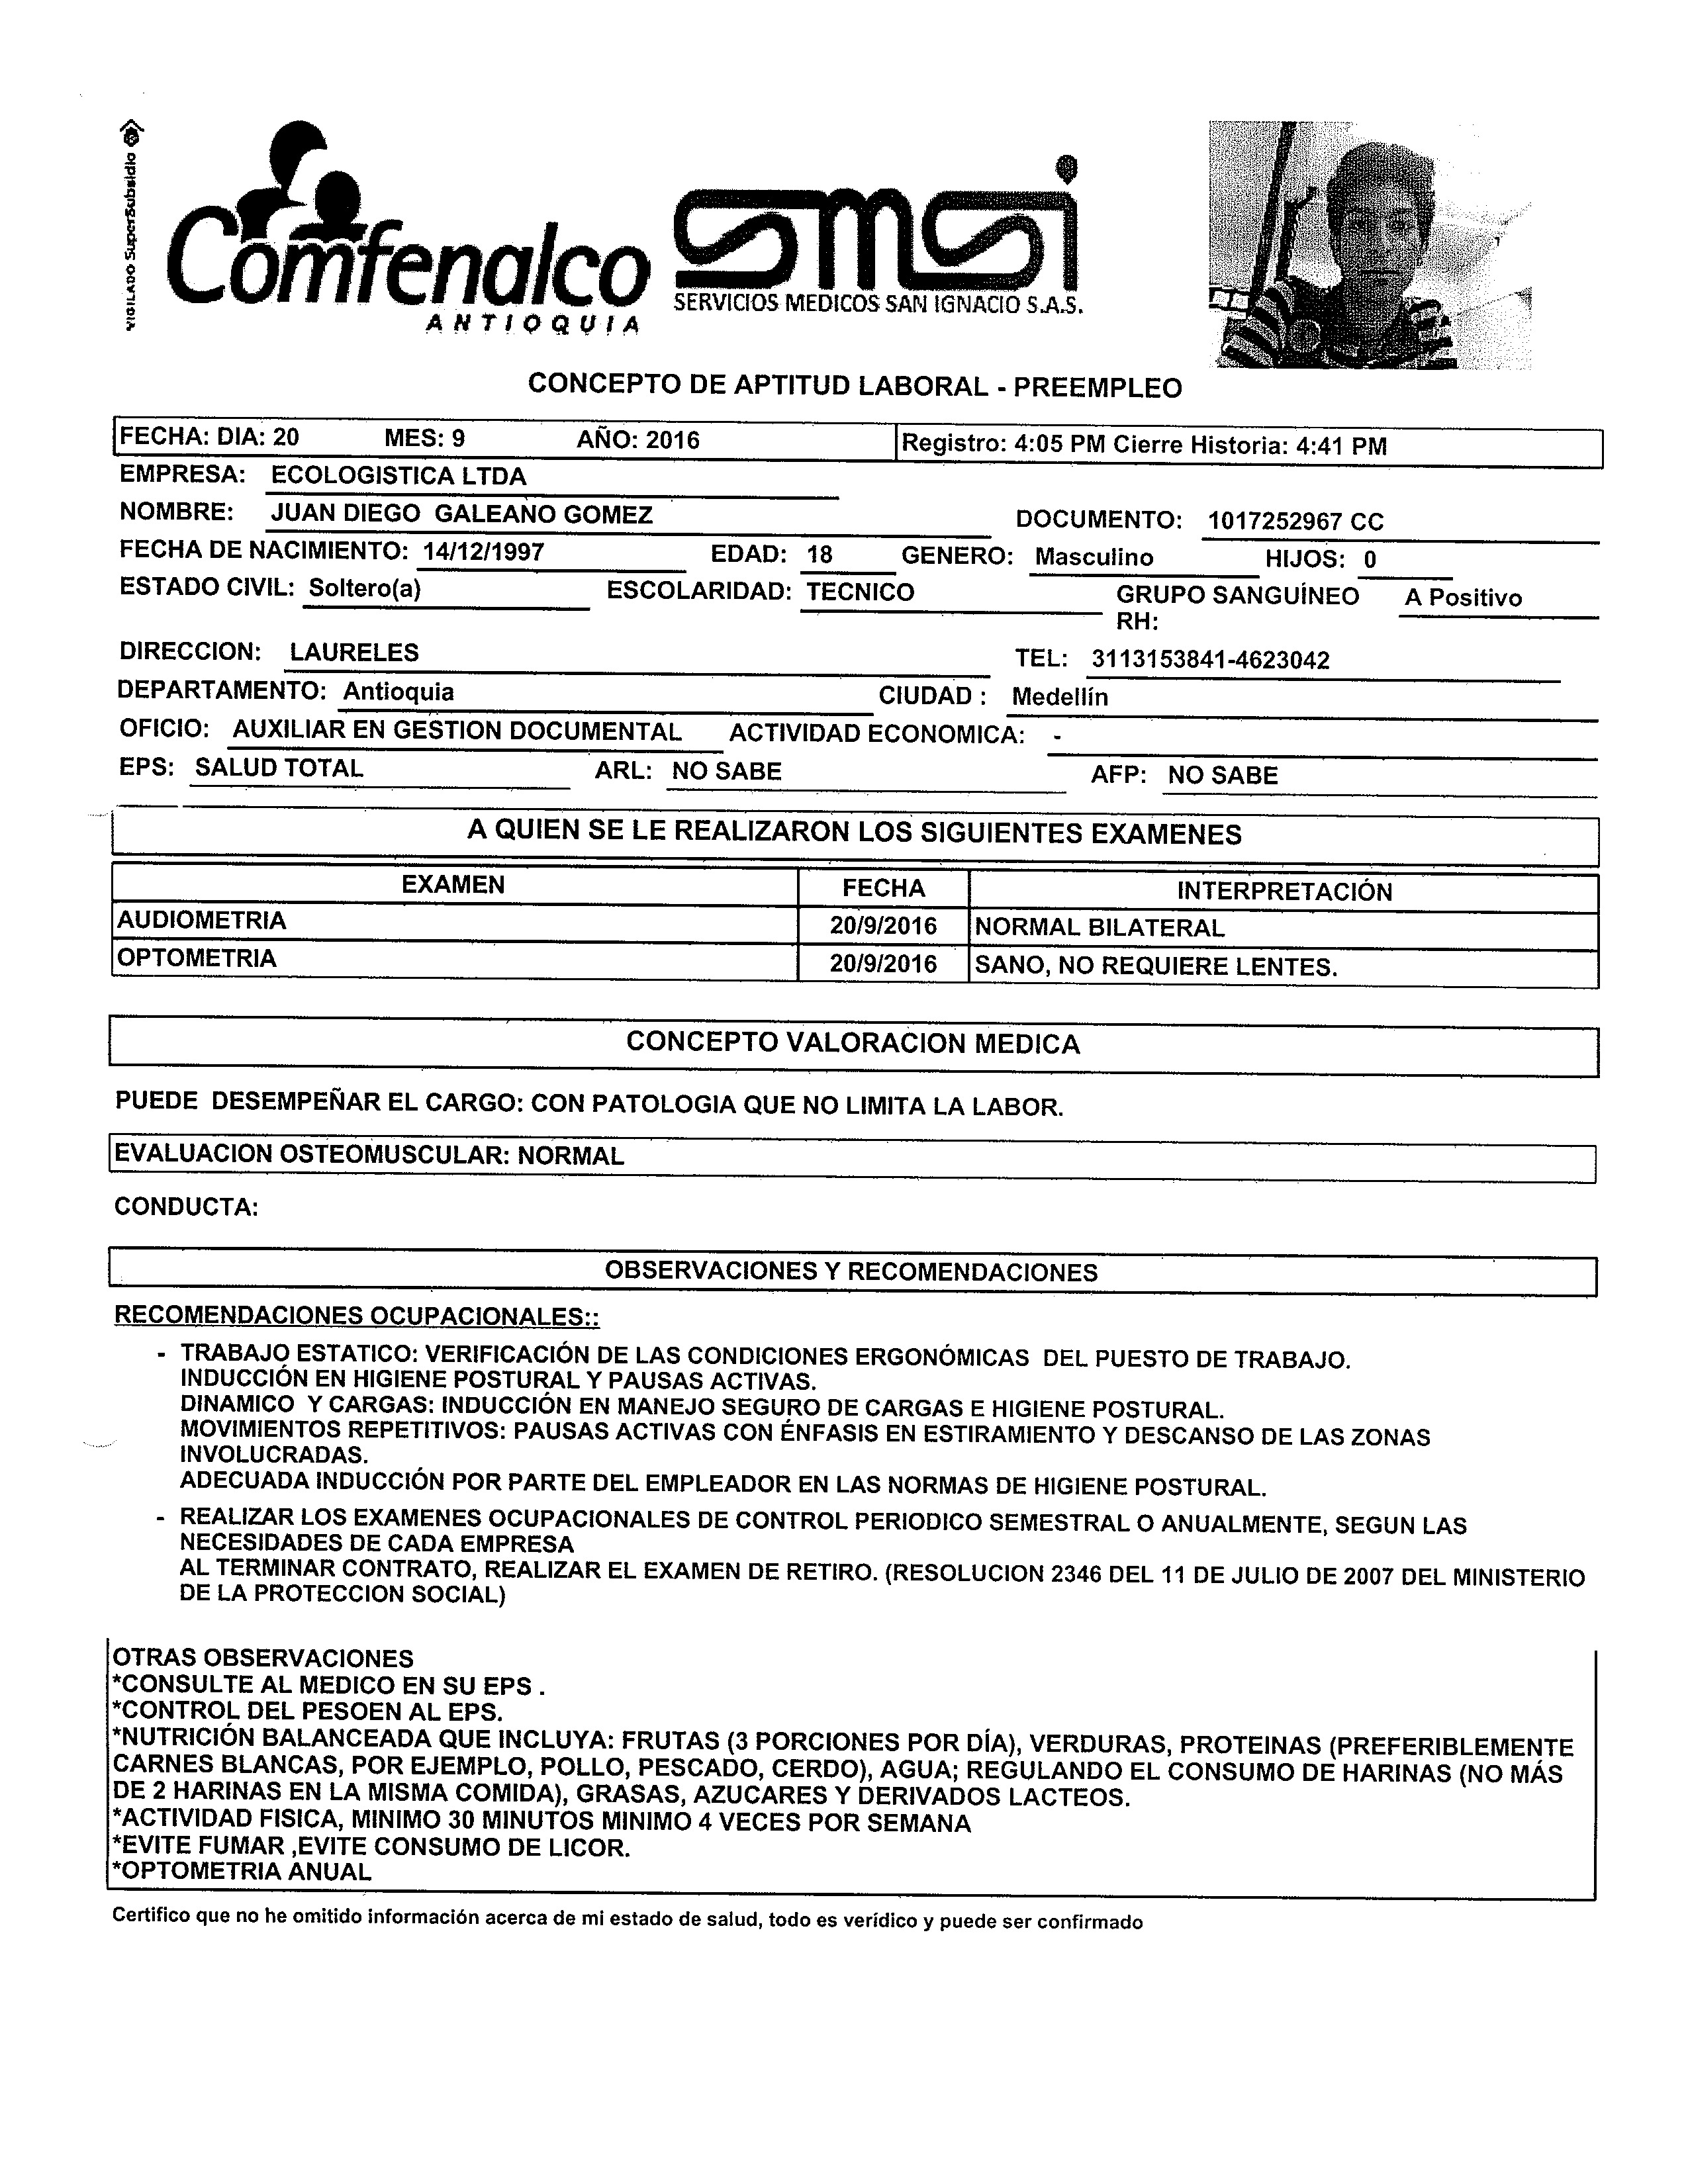 VIGILADO SuperSubsidio
Comfenalco
ANTIOQUIA
smsi
SERVICIOS MEDICOS SAN IGNACIO S.A.S.
CONCEPTO DE APTITUD LABORAL - PREEMPLEO
FECHA: DIA: 20 MES: 9 AÑO: 2016 Registro: 4:05 PM Cierre Historia: 4:41 PM
EMPRESA: ECOLOGISTICA LTDA
NOMBRE: JUAN DIEGO GALEANO GOMEZ DOCUMENTO: 1017252967 CC
FECHA DE NACIMIENTO: 14/12/1997 EDAD: 18 GENERO: Masculino HIJOS: 0
ESTADO CIVIL: Soltero(a) ESCOLARIDAD: TECNICO GRUPO SANGUÍNEO A Positivo
RH:
DIRECCION: LAURELES TEL: 3113153841-4623042
DEPARTAMENTO: Antioquia CIUDAD : Medellín
OFICIO: AUXILIAR EN GESTION DOCUMENTAL ACTIVIDAD ECONOMICA: -
EPS: SALUD TOTAL ARL: NO SABE AFP: NO SABE
A QUIEN SE LE REALIZARON LOS SIGUIENTES EXAMENES
EXAMEN FECHA INTERPRETACIÓN
AUDIOMETRIA 20/9/2016 NORMAL BILATERAL
OPTOMETRIA 20/9/2016 SANO, NO REQUIERE LENTES.
CONCEPTO VALORACION MEDICA
PUEDE DESEMPEÑAR EL CARGO: CON PATOLOGIA QUE NO LIMITA LA LABOR.
EVALUACION OSTEOMUSCULAR: NORMAL
CONDUCTA:
OBSERVACIONES Y RECOMENDACIONES
RECOMENDACIONES OCUPACIONALES::
- TRABAJO ESTATICO: VERIFICACIÓN DE LAS CONDICIONES ERGONÓMICAS DEL PUESTO DE TRABAJO.
INDUCCIÓN EN HIGIENE POSTURAL Y PAUSAS ACTIVAS.
DINAMICO Y CARGAS: INDUCCIÓN EN MANEJO SEGURO DE CARGAS E HIGIENE POSTURAL.
MOVIMIENTOS REPETITIVOS: PAUSAS ACTIVAS CON ÉNFASIS EN ESTIRAMIENTO Y DESCANSO DE LAS ZONAS
INVOLUCRADAS.
ADECUADA INDUCCIÓN POR PARTE DEL EMPLEADOR EN LAS NORMAS DE HIGIENE POSTURAL.
- REALIZAR LOS EXAMENES OCUPACIONALES DE CONTROL PERIODICO SEMESTRAL O ANUALMENTE, SEGUN LAS
NECESIDADES DE CADA EMPRESA
AL TERMINAR CONTRATO, REALIZAR EL EXAMEN DE RETIRO. (RESOLUCION 2346 DEL 11 DE JULIO DE 2007 DEL MINISTERIO
DE LA PROTECCION SOCIAL)
OTRAS OBSERVACIONES
*CONSULTE AL MEDICO EN SU EPS .
*CONTROL DEL PESOEN AL EPS.
*NUTRICIÓN BALANCEADA QUE INCLUYA: FRUTAS (3 PORCIONES POR DÍA), VERDURAS, PROTEINAS (PREFERIBLEMENTE
CARNES BLANCAS, POR EJEMPLO, POLLO, PESCADO, CERDO), AGUA; REGULANDO EL CONSUMO DE HARINAS (NO MÁS
DE 2 HARINAS EN LA MISMA COMIDA), GRASAS, AZUCARES Y DERIVADOS LACTEOS.
*ACTIVIDAD FISICA, MINIMO 30 MINUTOS MINIMO 4 VECES POR SEMANA
*EVITE FUMAR ,EVITE CONSUMO DE LICOR.
*OPTOMETRIA ANUAL
Certifico que no he omitido información acerca de mi estado de salud, todo es verídico y puede ser confirmado